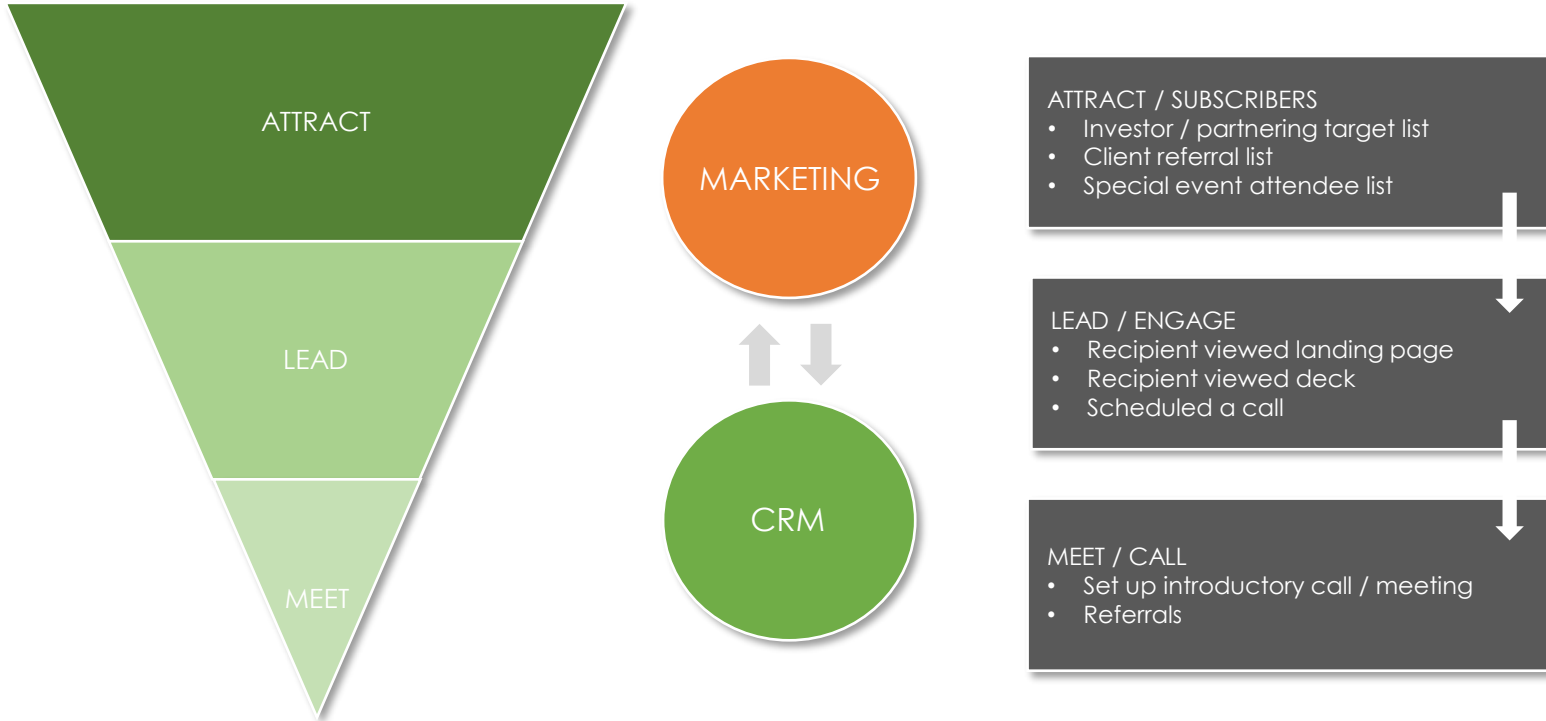 ATTRACT
LEAD
MEET
MARKETING
CRM
ATTRACT / SUBSCRIBERS
• Investor / partnering target list
• Client referral list
• Special event attendee list
LEAD / ENGAGE
• Recipient viewed landing page
• Recipient viewed deck
• Scheduled a call
MEET / CALL
• Set up introductory call / meeting
• Referrals